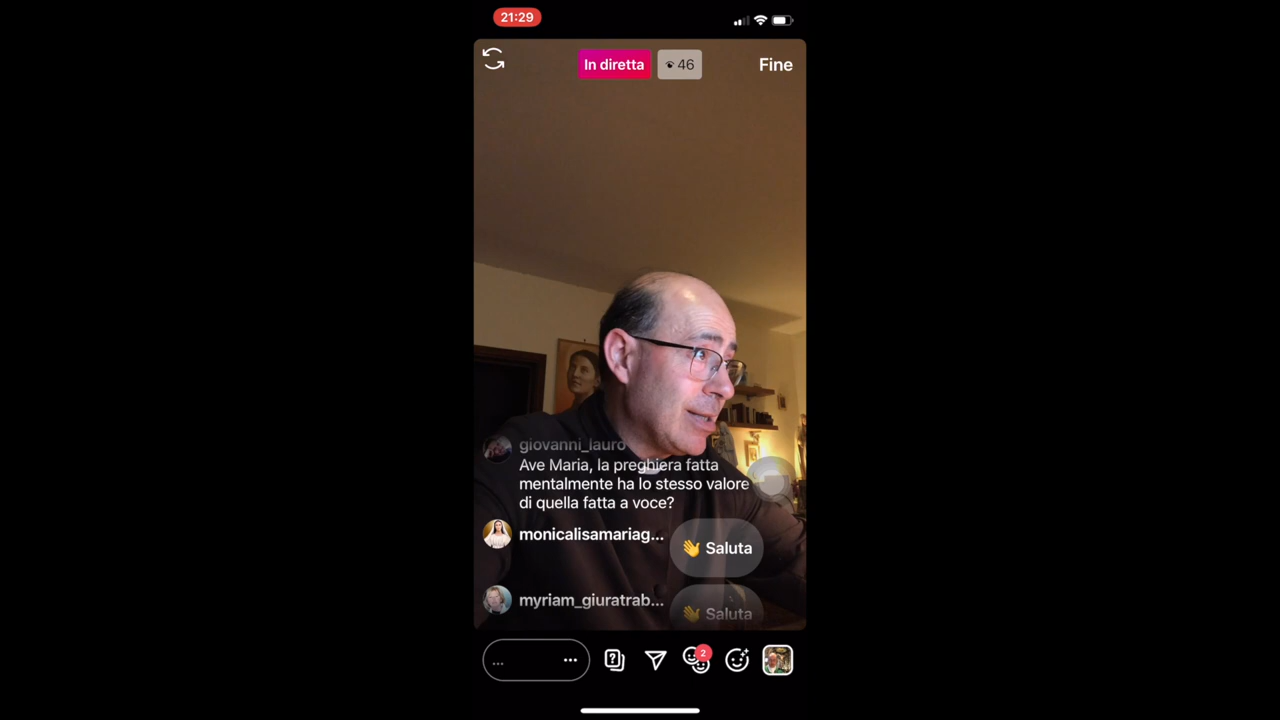 21:29
In diretta
46
Fine
giovanni_lauro
Ave Maria, la preghiera fatta
mentalmente ha lo stesso valore
di quella fatta a voce?
monicalisamariag...
👋 Saluta
myriam_giuratrab...
👋 Saluta
...
2